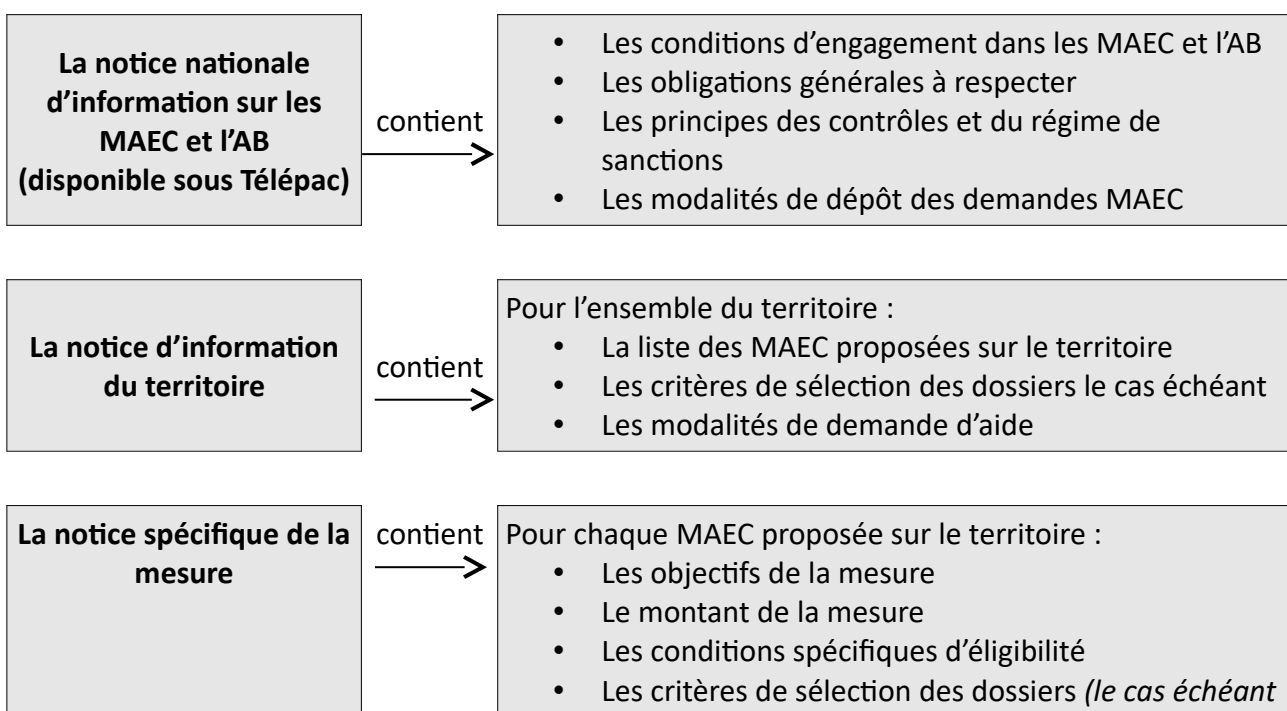 La notice nationale
d’information sur les
MAEC et l’AB
(disponible sous Télépac)
contient
• Les conditions d’engagement dans les MAEC et l’AB
• Les obligations générales à respecter
• Les principes des contrôles et du régime de
sanctions
• Les modalités de dépôt des demandes MAEC
La notice d’information
du territoire
contient
Pour l’ensemble du territoire :
• La liste des MAEC proposées sur le territoire
• Les critères de sélection des dossiers le cas échéant
• Les modalités de demande d’aide
La notice spécifique de la
mesure
contient
Pour chaque MAEC proposée sur le territoire :
• Les objectifs de la mesure
• Le montant de la mesure
• Les conditions spécifiques d’éligibilité
• Les critères de sélection des dossiers (le cas échéant